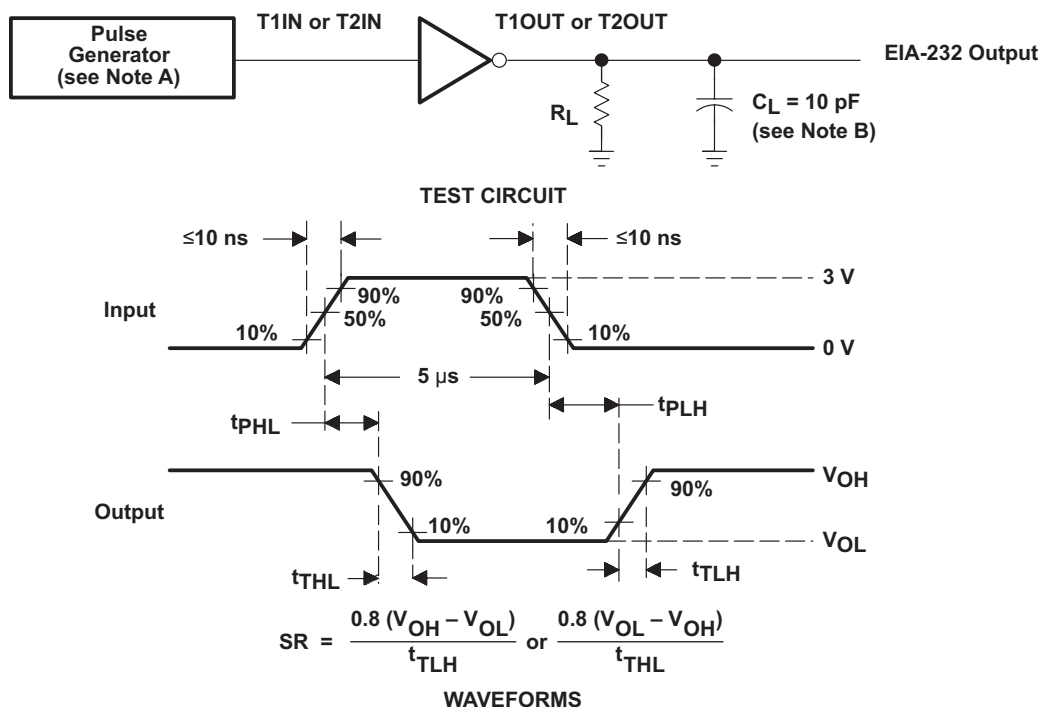 T1IN or T2IN
T1OUT or T2OUT
Pulse
Generator
(see Note A)
EIA-232 Output
RL
CL = 10 pF
(see Note B)
TEST CIRCUIT
≤10 ns
≤10 ns
3 V
90%
90%
Input
50%
50%
10%
10%
0 V
5 μs
tPHL
tPLH
VOH
90%
90%
Output
10%
10%
VOL
tTHL
tTLH
SR = 0.8 (VOH – VOL) / tTLH or 0.8 (VOL – VOH) / tTHL
WAVEFORMS